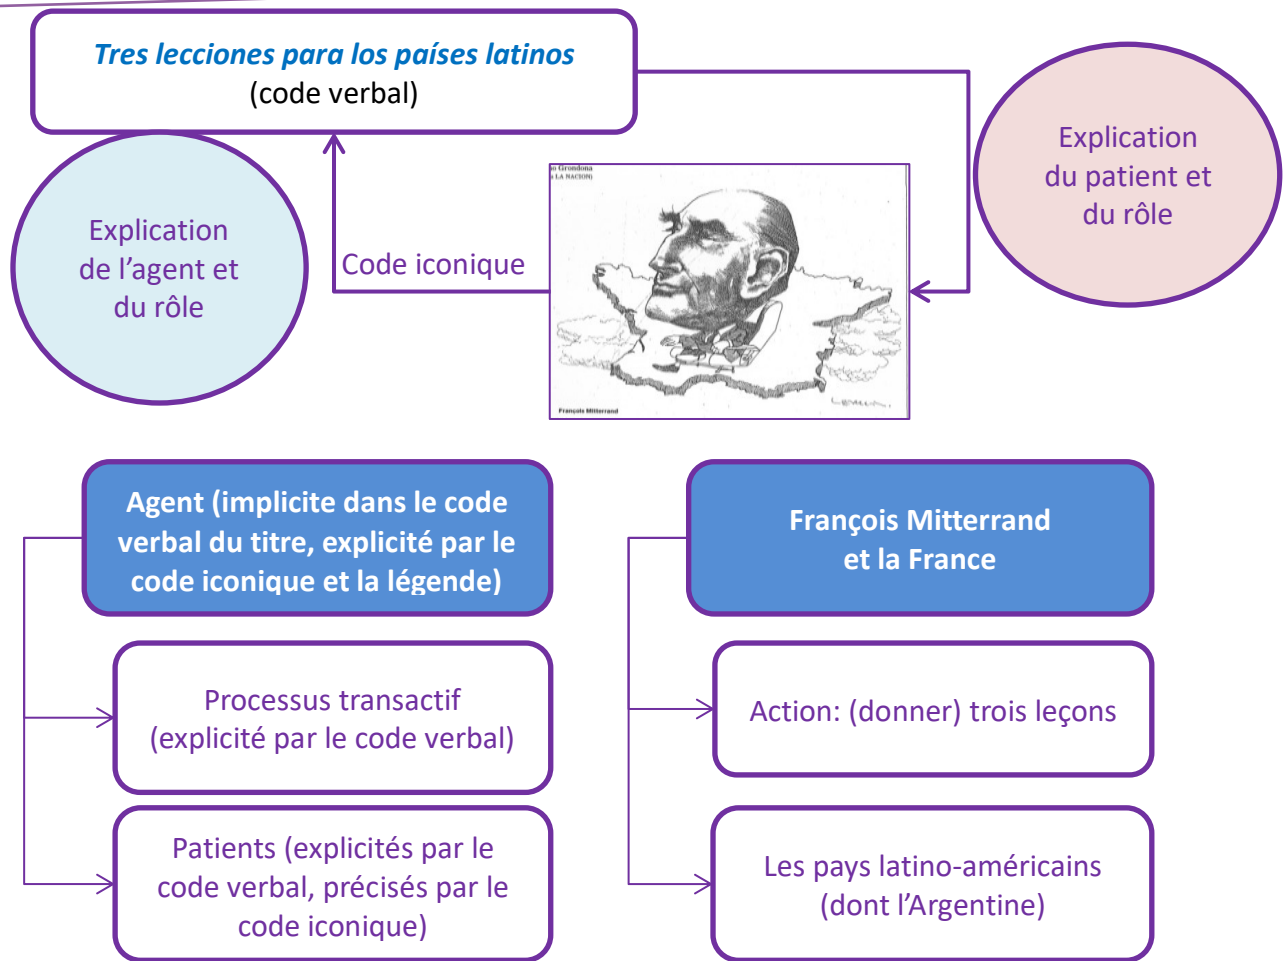 Tres lecciones para los países latinos
(code verbal)
Explication
du patient et
du rôle
Explication
de l’agent et
du rôle
Code iconique
Grondona
LA NACION)
François Mitterrand
Agent (implicite dans le code
verbal du titre, explicité par le
code iconique et la légende)
François Mitterrand
et la France
Processus transactif
(explicité par le code verbal)
Action: (donner) trois leçons
Patients (explicités par le
code verbal, précisés par le
code iconique)
Les pays latino-américains
(dont l’Argentine)